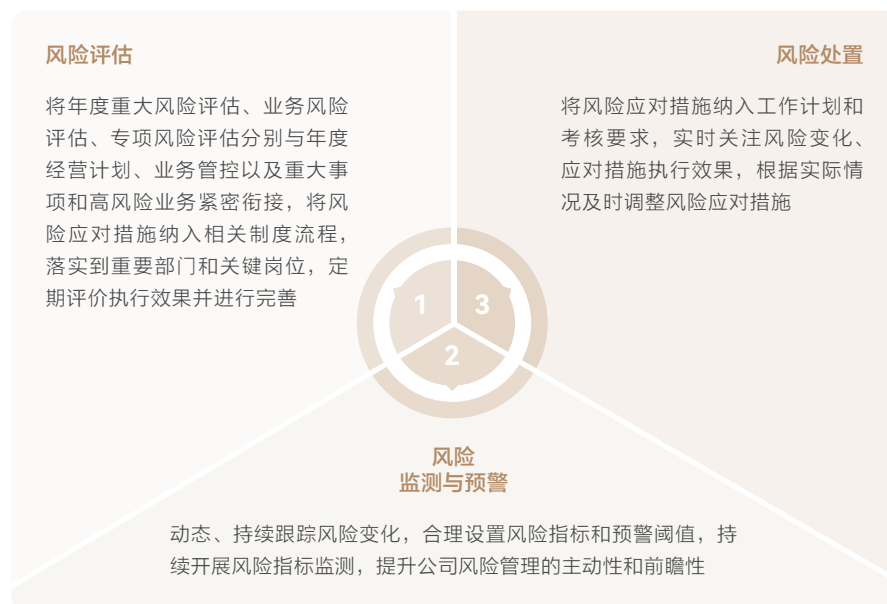 风险评估
将年度重大风险评估、业务风险
评估、专项风险评估分别与年度
经营计划、业务管控以及重大事
项和高风险业务紧密衔接，将风
险应对措施纳入相关制度流程，
落实到重要部门和关键岗位，定
期评价执行效果并进行完善
风险处置
将风险应对措施纳入工作计划和
考核要求，实时关注风险变化、
应对措施执行效果，根据实际情
况及时调整风险应对措施
1
3
2
风险
监测与预警
动态、持续跟踪风险变化，合理设置风险指标和预警阈值，持
续开展风险指标监测，提升公司风险管理的主动性和前瞻性